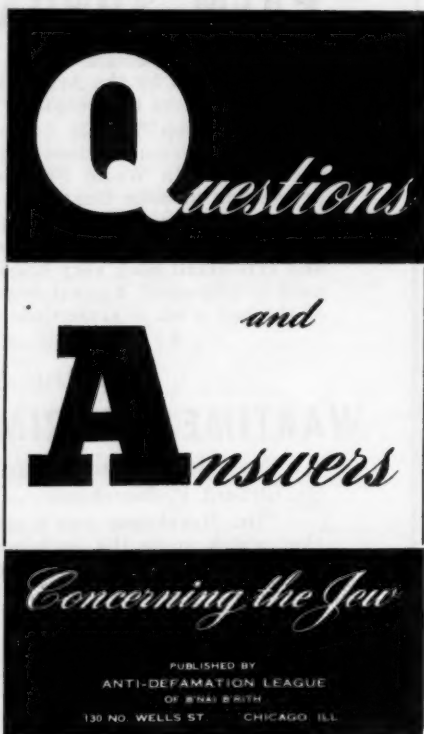 Questions
and
Answers
Concerning the Jew
PUBLISHED BY
ANTI-DEFAMATION LEAGUE
OF B'NAI B'RITH
130 NO. WELLS ST. CHICAGO ILL